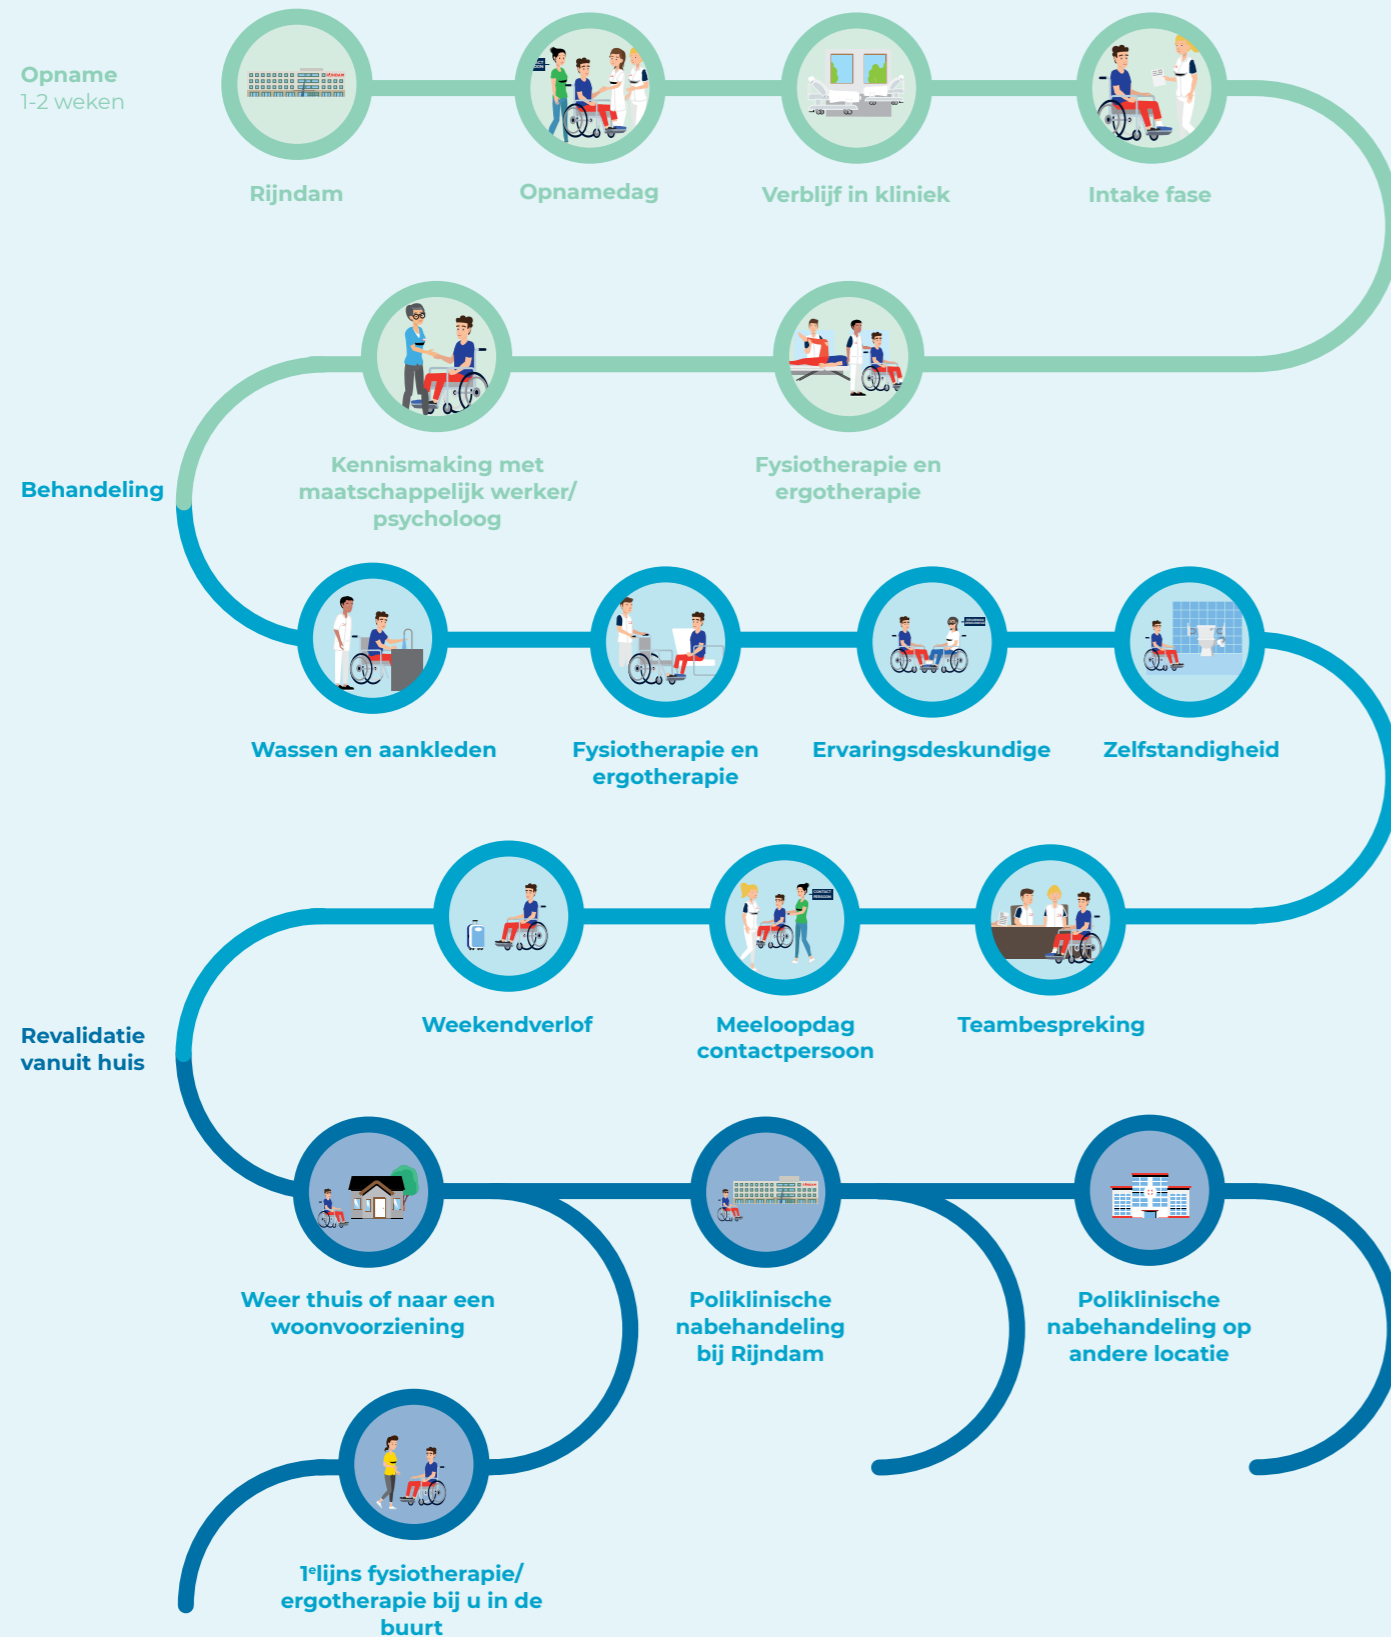 Opname
1-2 weken
Rijndam
Opnamedag
Verblijf in kliniek
Intake fase
Kennismaking met
maatschappelijk werker/
psycholoog
Fysiotherapie en
ergotherapie
Behandeling
Wassen en aankleden
Fysiotherapie en
ergotherapie
Ervaringsdeskundige
Zelfstandigheid
CONTACT
PERSOON
Weekendverlof
Meeloopdag
contactpersoon
Teambespreking
Revalidatie
vanuit huis
Weer thuis of naar een
woonvoorziening
Poliklinische
nabehandeling
bij Rijndam
Poliklinische
nabehandeling op
andere locatie
1ᵉlijns fysiotherapie/
ergotherapie bij u in de
buurt